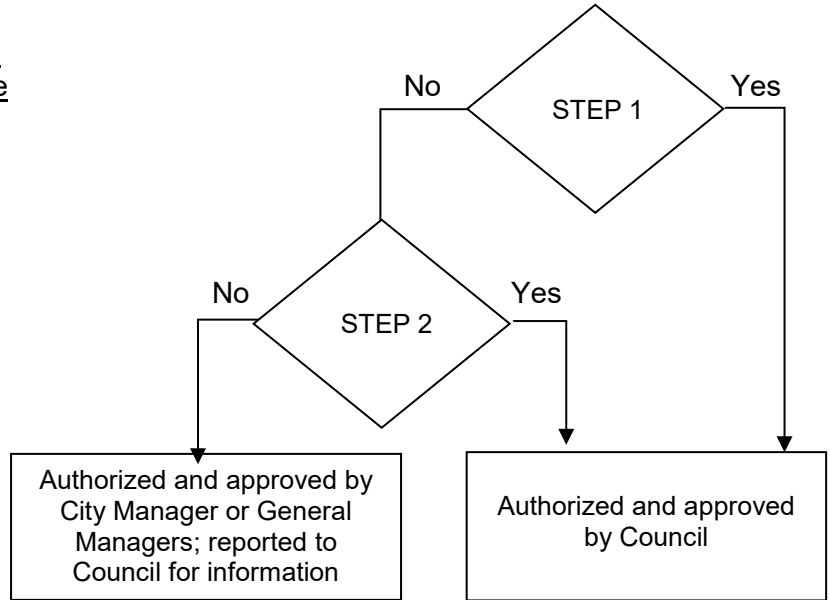 e
No
Yes
STEP 1
No
Yes
STEP 2
Authorized and approved by
City Manager or General
Managers; reported to
Council for information
Authorized and approved
by Council